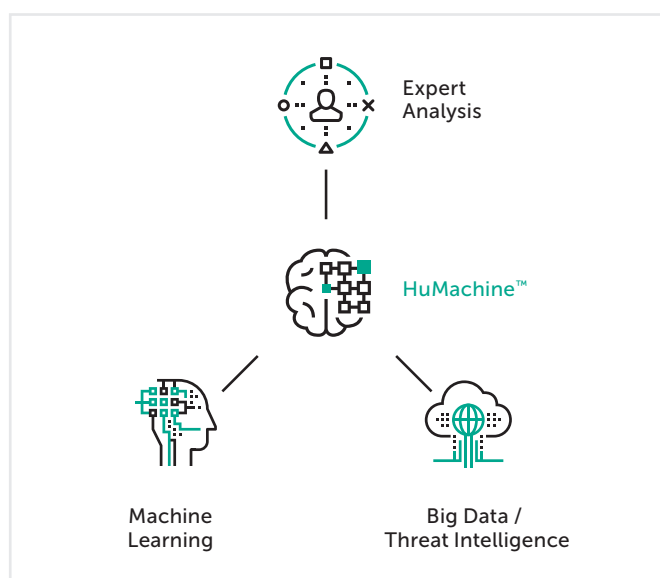 Expert
Analysis
HuMachine™
Machine
Learning
Big Data /
Threat Intelligence